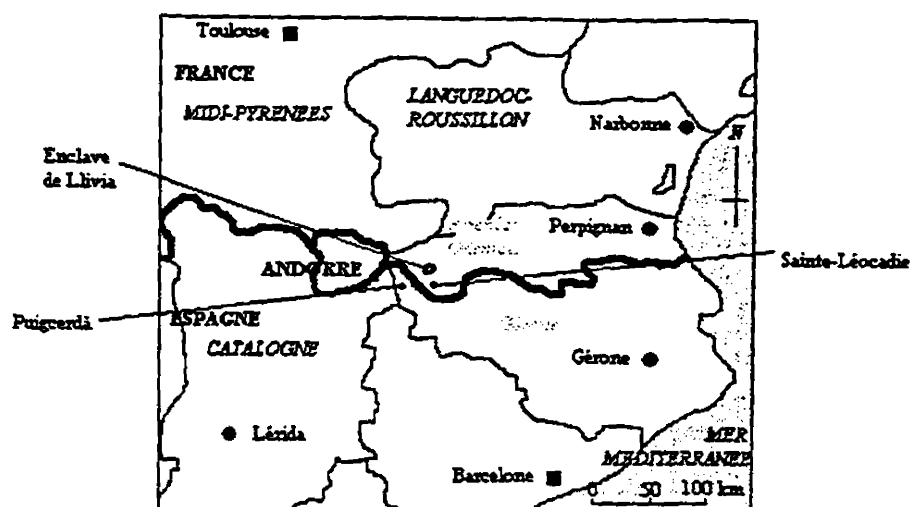 Toulouse
FRANCE
MIDI-PYRENEES
LANGUEDOC-
ROUSSILLON
Narbonne
N
Enclave
de Llivia
Perpignan
ANDORRE
Sainte-Léocadie
Puigcerdà
ESPAGNE
CATALOGNE
Gérone
Lérida
MER
MEDITERRANEE
Barcelone
0 50 100 km